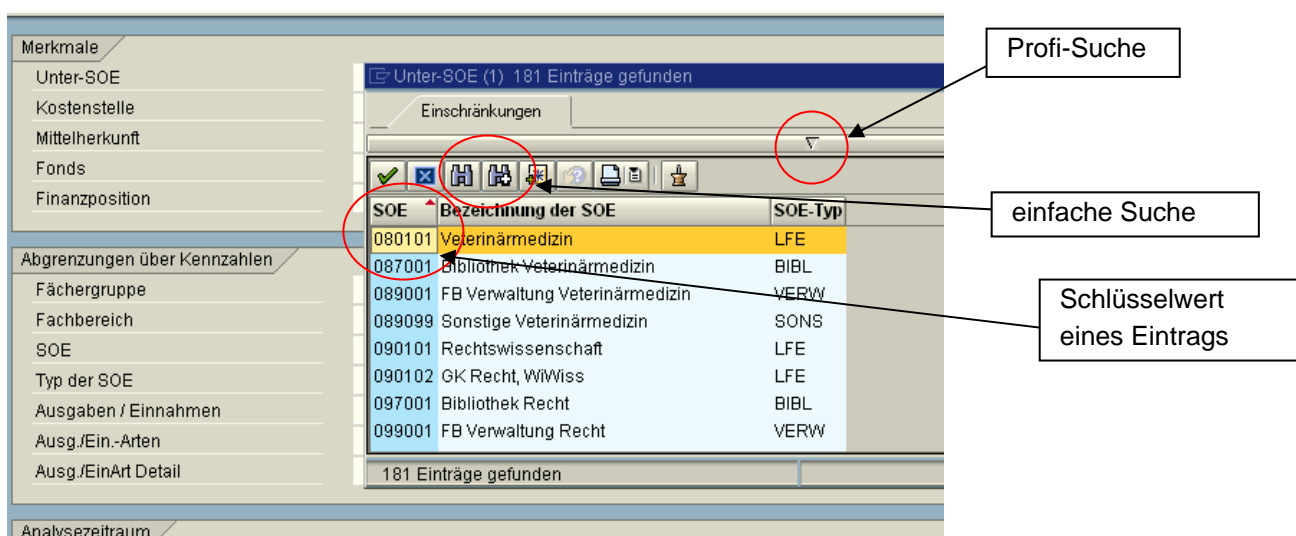 Merkmale
Unter-SOE
Kostenstelle
Mittelherkunft
Fonds
Finanzposition
Abgrenzungen über Kennzahlen
Fächergruppe
Fachbereich
SOE
Typ der SOE
Ausgaben / Einnahmen
Ausg./Ein.-Arten
Ausg./EinArt Detail
Analysezeitraum
Unter-SOE (1) 181 Einträge gefunden
Einschränkungen
SOE Bezeichnung der SOE SOE-Typ
080101 Veterinärmedizin LFE
087001 Bibliothek Veterinärmedizin BIBL
089001 FB Verwaltung Veterinärmedizin VERW
089099 Sonstige Veterinärmedizin SONS
090101 Rechtswissenschaft LFE
090102 GK Recht, WiWiss LFE
097001 Bibliothek Recht BIBL
099001 FB Verwaltung Recht VERW
181 Einträge gefunden
Profi-Suche
einfache Suche
Schlüsselwert
eines Eintrags